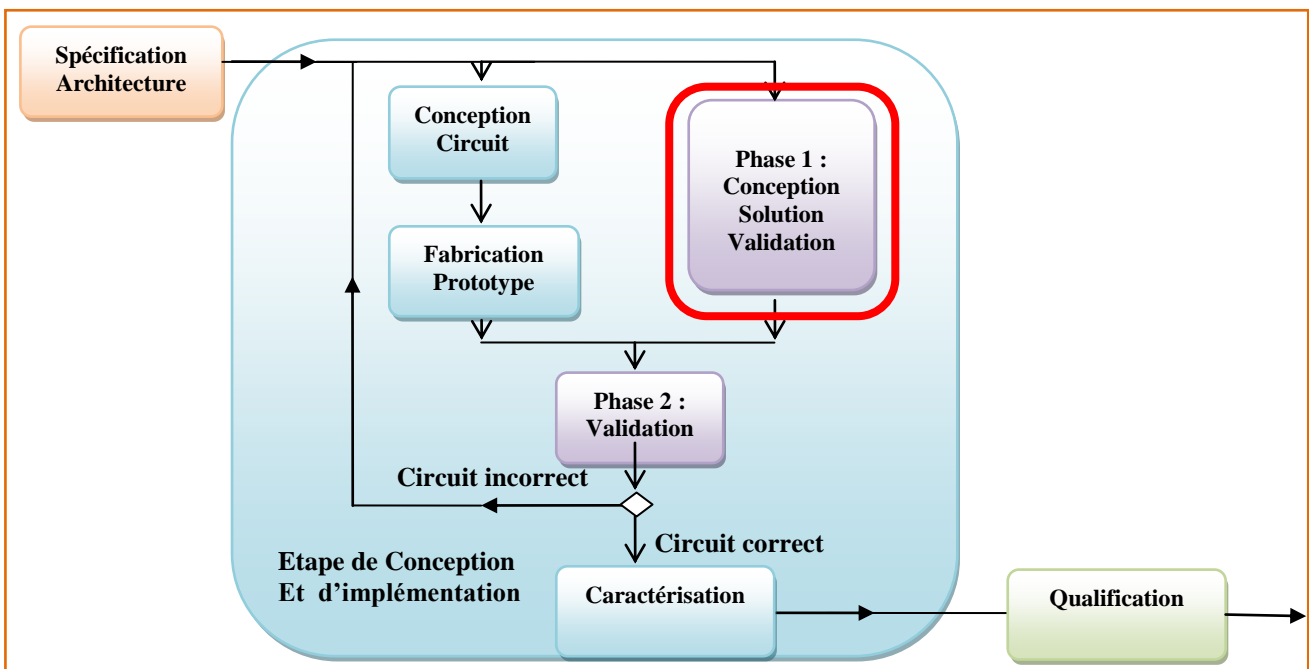 Spécification
Architecture
Conception
Circuit
Phase 1 :
Conception
Solution
Validation
Fabrication
Prototype
Phase 2 :
Validation
Circuit incorrect
Circuit correct
Etape de Conception
Et d’implémentation
Caractérisation
Qualification